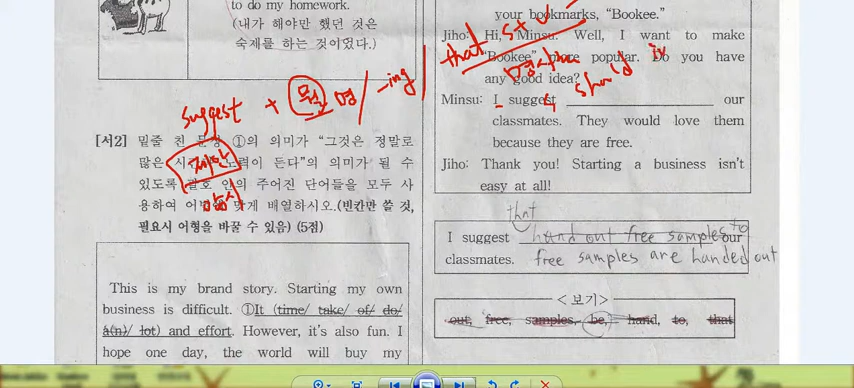 to do my homework.
(내가 해야만 했던 것은
숙제를 하는 것이었다.)
suggest + 뭘 명 / -ing / that S + V
제안
암시
[서2] 밑줄 친 문장 ①의 의미가 "그것은 정말로
많은 시간과 노력이 든다"의 의미가 될 수
있도록 괄호 안의 주어진 단어들을 모두 사
용하여 어법에 맞게 배열하시오.(빈칸만 쓸 것,
필요시 어형을 바꿀 수 있음) (5점)
This is my brand story. Starting my own
business is difficult. ①It (time/ take/ of/ do/
a(n)/ lot) and effort. However, it's also fun. I
hope one day, the world will buy my
your bookmarks, "Bookee."
Jiho: Hi, Minsu. Well, I want to make
"Bookee" more popular. Do you have
any good idea?
should
Minsu: I suggest ____________ our
classmates. They would love them
because they are free.
Jiho: Thank you! Starting a business isn't
easy at all!
that
I suggest hand out free samples to our
classmates. free samples are handed out
<보기>
out, free, samples, be, hand, to, that